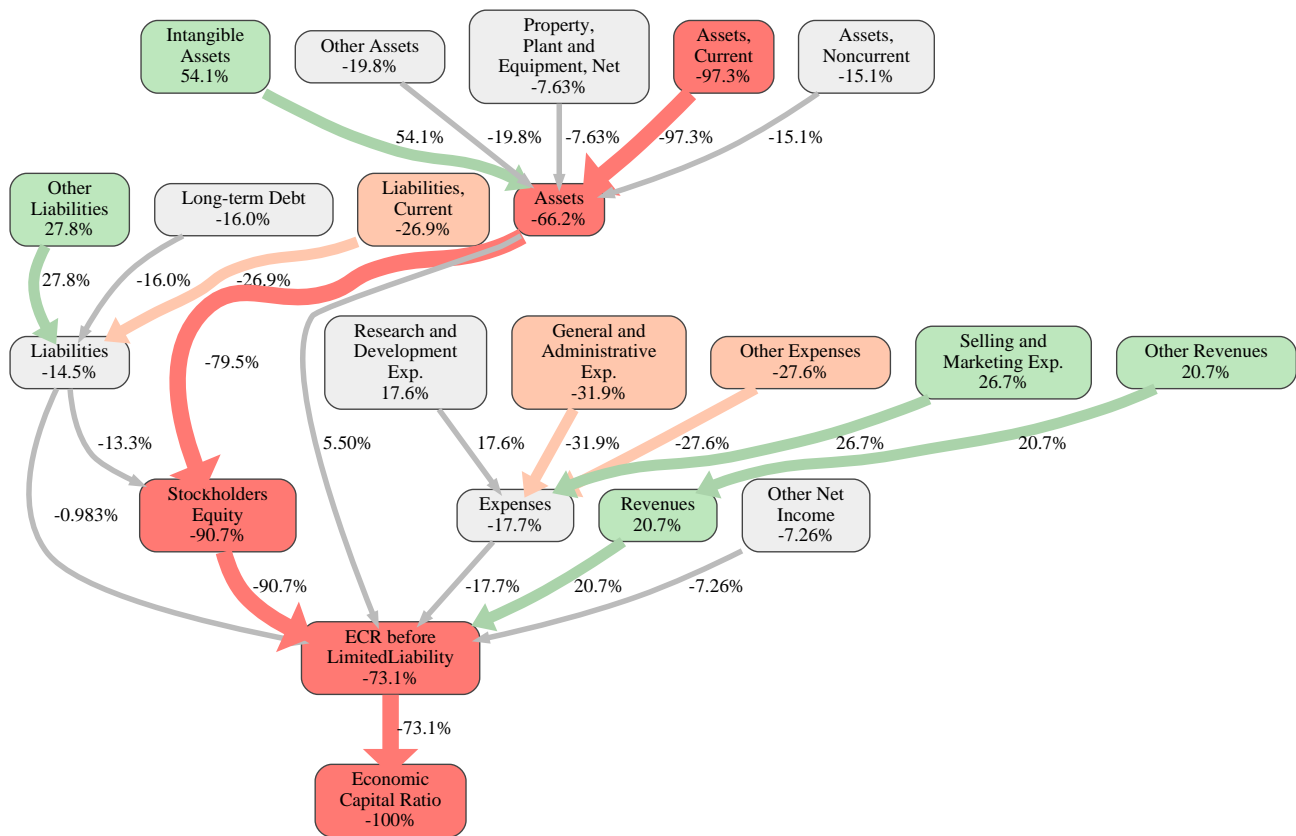 Intangible
Assets
54.1%
Other Assets
-19.8%
Property,
Plant and
Equipment, Net
-7.63%
Assets,
Current
-97.3%
Assets,
Noncurrent
-15.1%
54.1%
-19.8%
-7.63%
-97.3%
-15.1%
Other
Liabilities
27.8%
Long-term Debt
-16.0%
Liabilities,
Current
-26.9%
Assets
-66.2%
27.8%
-16.0%
-26.9%
Liabilities
-14.5%
-79.5%
Research and
Development
Exp.
17.6%
General and
Administrative
Exp.
-31.9%
Other Expenses
-27.6%
Selling and
Marketing Exp.
26.7%
Other Revenues
20.7%
-13.3%
5.50%
17.6%
-31.9%
-27.6%
26.7%
20.7%
-0.983%
Stockholders
Equity
-90.7%
Expenses
-17.7%
Revenues
20.7%
Other Net
Income
-7.26%
-90.7%
-17.7%
20.7%
-7.26%
ECR before
LimitedLiability
-73.1%
-73.1%
Economic
Capital Ratio
-100%